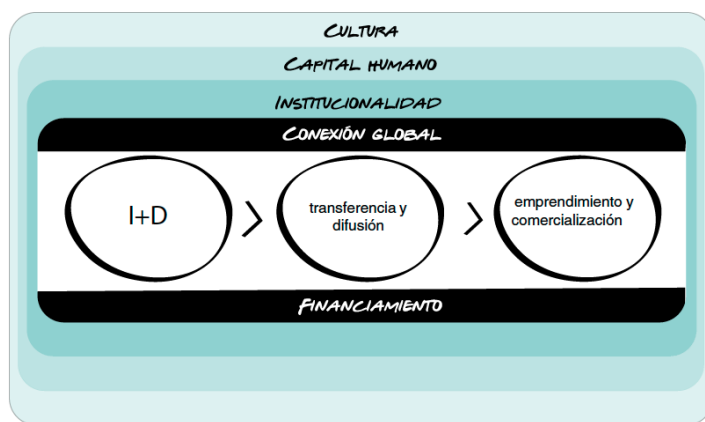 CULTURA
CAPITAL HUMANO
INSTITUCIONALIDAD
CONEXIÓN GLOBAL
I+D
>
transferencia y
difusión
>
emprendimiento y
comercialización
FINANCIAMIENTO